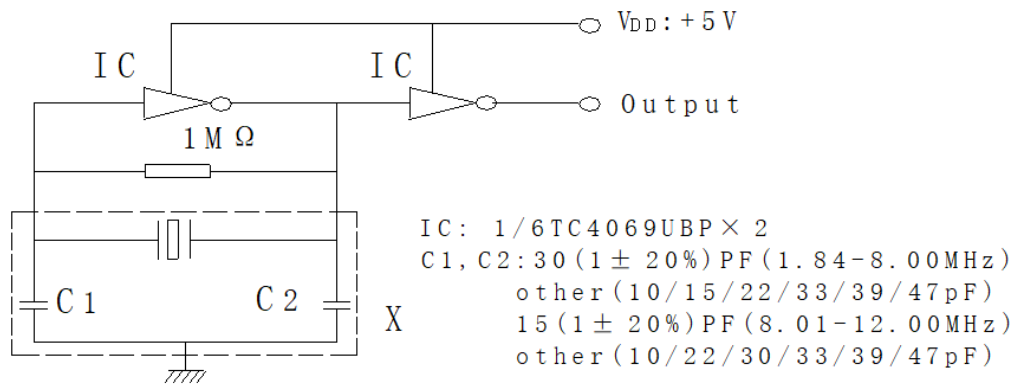 VDD:+5V
IC
IC
Output
1MΩ
C1
C2
X
IC: 1/6TC4069UBP×2
C1,C2:30(1±20%)PF(1.84-8.00MHz)
other(10/15/22/33/39/47pF)
15(1±20%)PF(8.01-12.00MHz)
other(10/22/30/33/39/47pF)